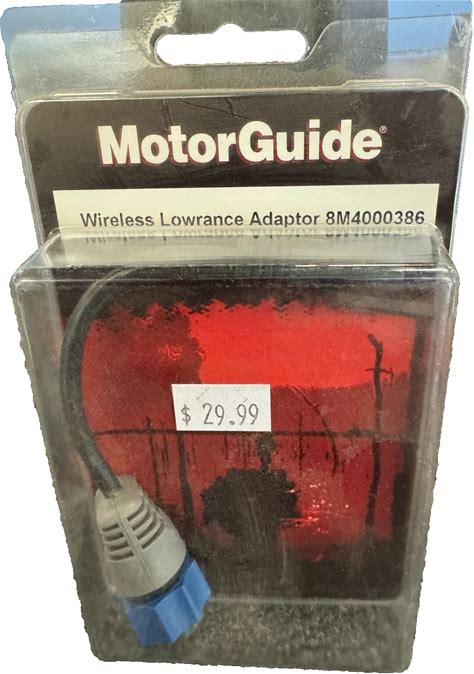 MotorGuide®
Wireless Lowrance Adaptor 8M4000386
$ 29.99